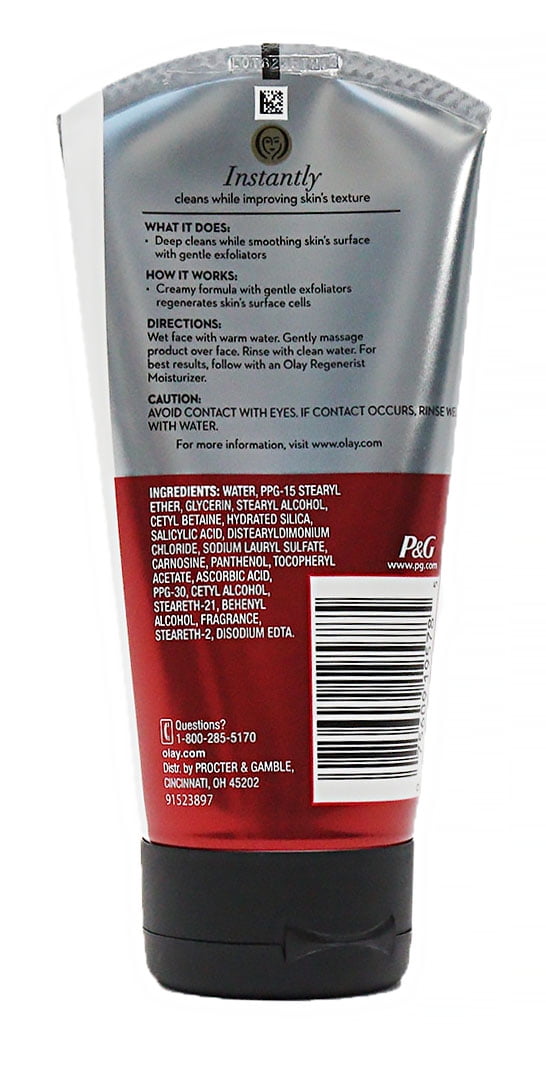 Instantly
cleans while improving skin's texture
WHAT IT DOES:
• Deep cleans while smoothing skin's surface
with gentle exfoliators
HOW IT WORKS:
• Creamy formula with gentle exfoliators
regenerates skin's surface cells
DIRECTIONS:
Wet face with warm water. Gently massage
product over face. Rinse with clean water. For
best results, follow with an Olay Regenerist
Moisturizer.
CAUTION:
AVOID CONTACT WITH EYES. IF CONTACT OCCURS, RINSE WE
WITH WATER.
For more information, visit www.olay.com
INGREDIENTS: WATER, PPG-15 STEARYL
ETHER, GLYCERIN, STEARYL ALCOHOL,
CETYL BETAINE, HYDRATED SILICA,
SALICYLIC ACID, DISTEARYLDIMONIUM
CHLORIDE, SODIUM LAURYL SULFATE,
CARNOSINE, PANTHENOL, TOCOPHERYL
ACETATE, ASCORBIC ACID,
PPG-30, CETYL ALCOHOL,
STEARETH-21, BEHENYL
ALCOHOL, FRAGRANCE,
STEARETH-2, DISODIUM EDTA.
P&G
www.pg.com
Questions?
1-800-285-5170
olay.com
Distr. by PROCTER & GAMBLE,
CINCINNATI, OH 45202
91523897